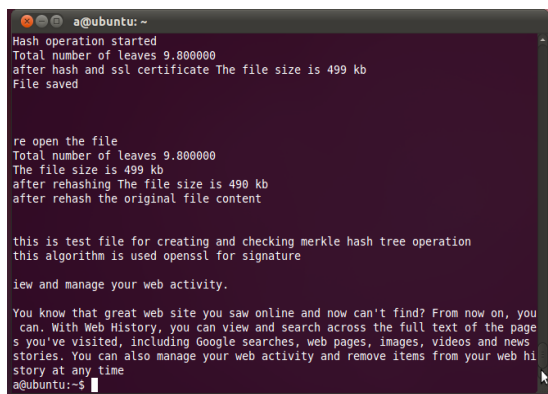 a@ubuntu: ~
Hash operation started
Total number of leaves 9.800000
after hash and ssl certificate The file size is 499 kb
File saved
re open the file
Total number of leaves 9.800000
The file size is 499 kb
after rehashing The file size is 490 kb
after rehash the original file content
this is test file for creating and checking merkle hash tree operation
this algorithm is used openssl for signature
iew and manage your web activity.
You know that great web site you saw online and now can't find? From now on, you
 can. With Web History, you can view and search across the full text of the page
s you've visited, including Google searches, web pages, images, videos and news
stories. You can also manage your web activity and remove items from your web hi
story at any time
a@ubuntu:~$